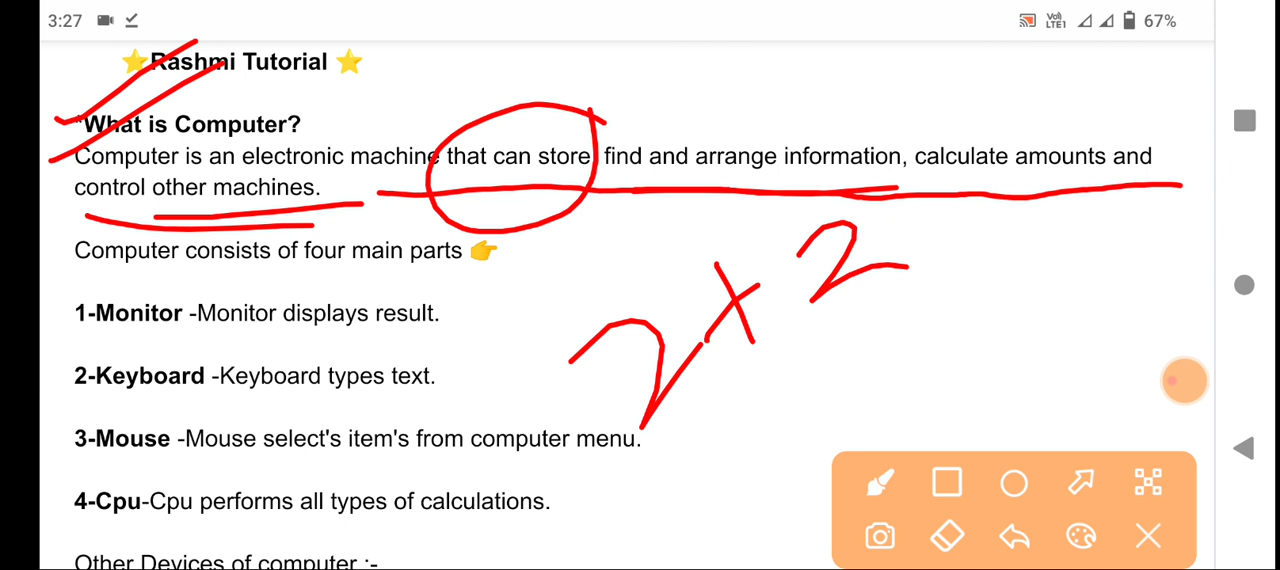 3:27 Vo) LTE1 67%
⭐Rashmi Tutorial ⭐
*What is Computer?
Computer is an electronic machine that can store, find and arrange information, calculate amounts and
control other machines.
Computer consists of four main parts 👉
1-Monitor -Monitor displays result.
2-Keyboard -Keyboard types text.
3-Mouse -Mouse select's item's from computer menu.
4-Cpu-Cpu performs all types of calculations.
Other Devices of computer :-
2 x 2